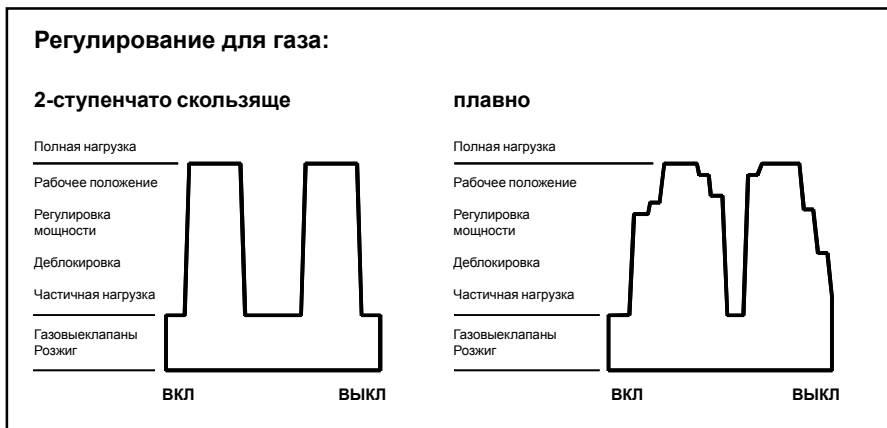 Регулирование для газа:
2-ступенчато скользяще
Полная нагрузка
Рабочее положение
Регулировка
мощности
Деблокировка
Частичная нагрузка
Газовыеклапаны
Розжиг
ВКЛ
ВЫКЛ
плавно
Полная нагрузка
Рабочее положение
Регулировка
мощности
Деблокировка
Частичная нагрузка
Газовыеклапаны
Розжиг
ВКЛ
ВЫКЛ